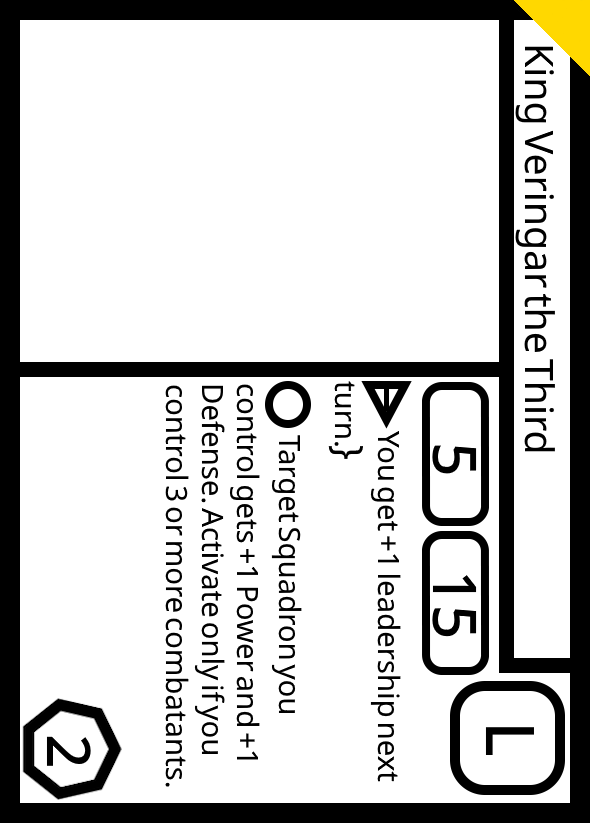 King Veringar the Third
L
5 15
You get +1 leadership next
turn.}
Target Squadron you
control gets +1 Power and +1
Defense. Activate only if you
control 3 or more combatants.
2